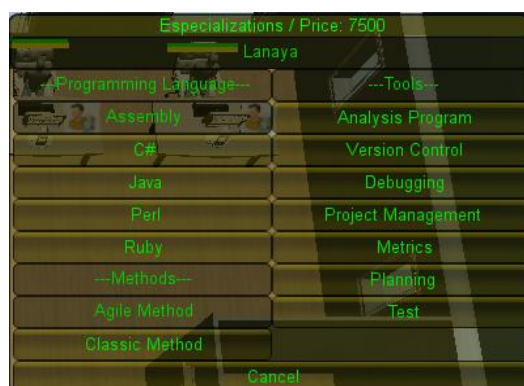 Especializations / Price: 7500
Lanaya
---Programming Language---
---Tools---
Assembly
Analysis Program
C#
Version Control
Java
Debugging
Perl
Project Management
Ruby
Metrics
---Methods---
Planning
Agile Method
Test
Classic Method
Cancel